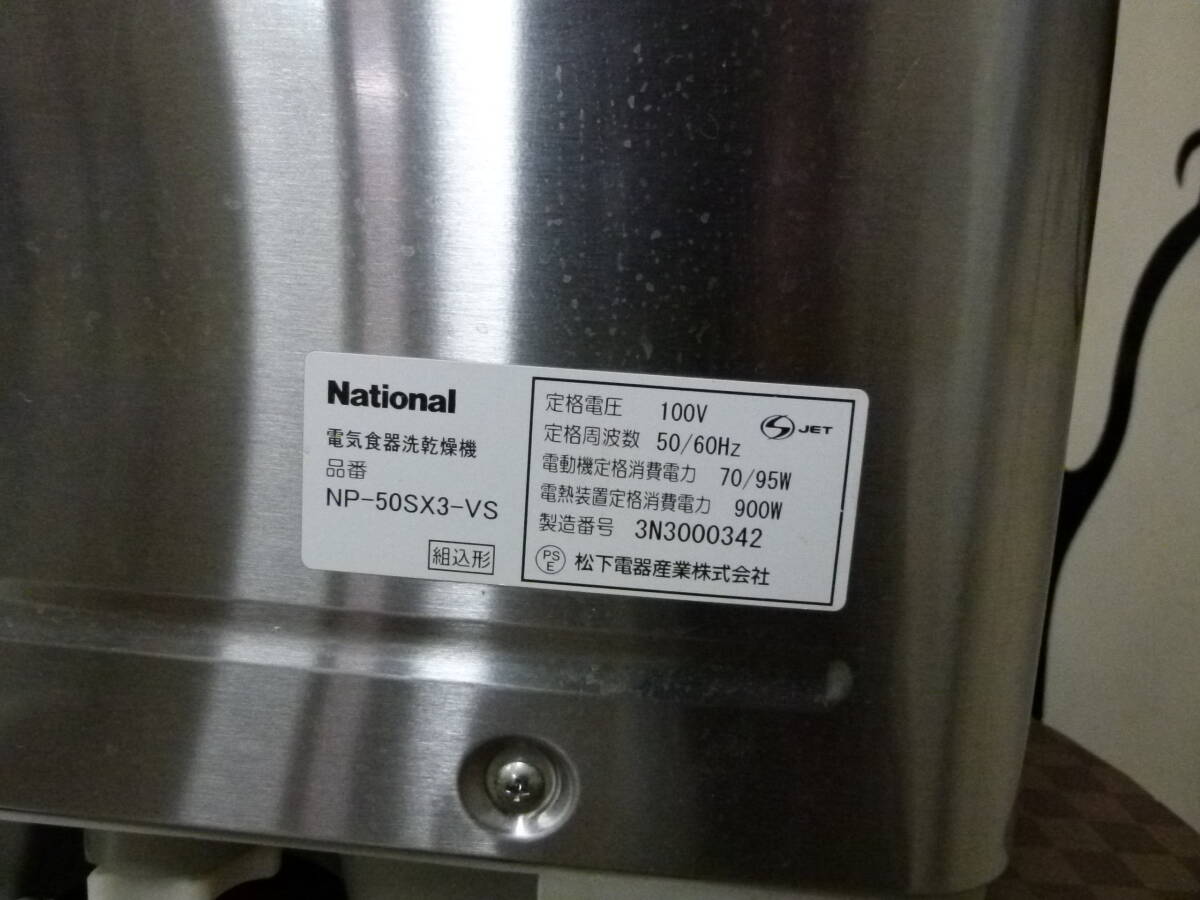 National
電気食器洗乾燥機
品番
NP-50SX3-VS
組込形
定格電圧 100V
JET
定格周波数 50/60Hz
電動機定格消費電力 70/95W
電熱装置定格消費電力 900W
製造番号 3N3000342
PS
E
松下電器産業株式会社